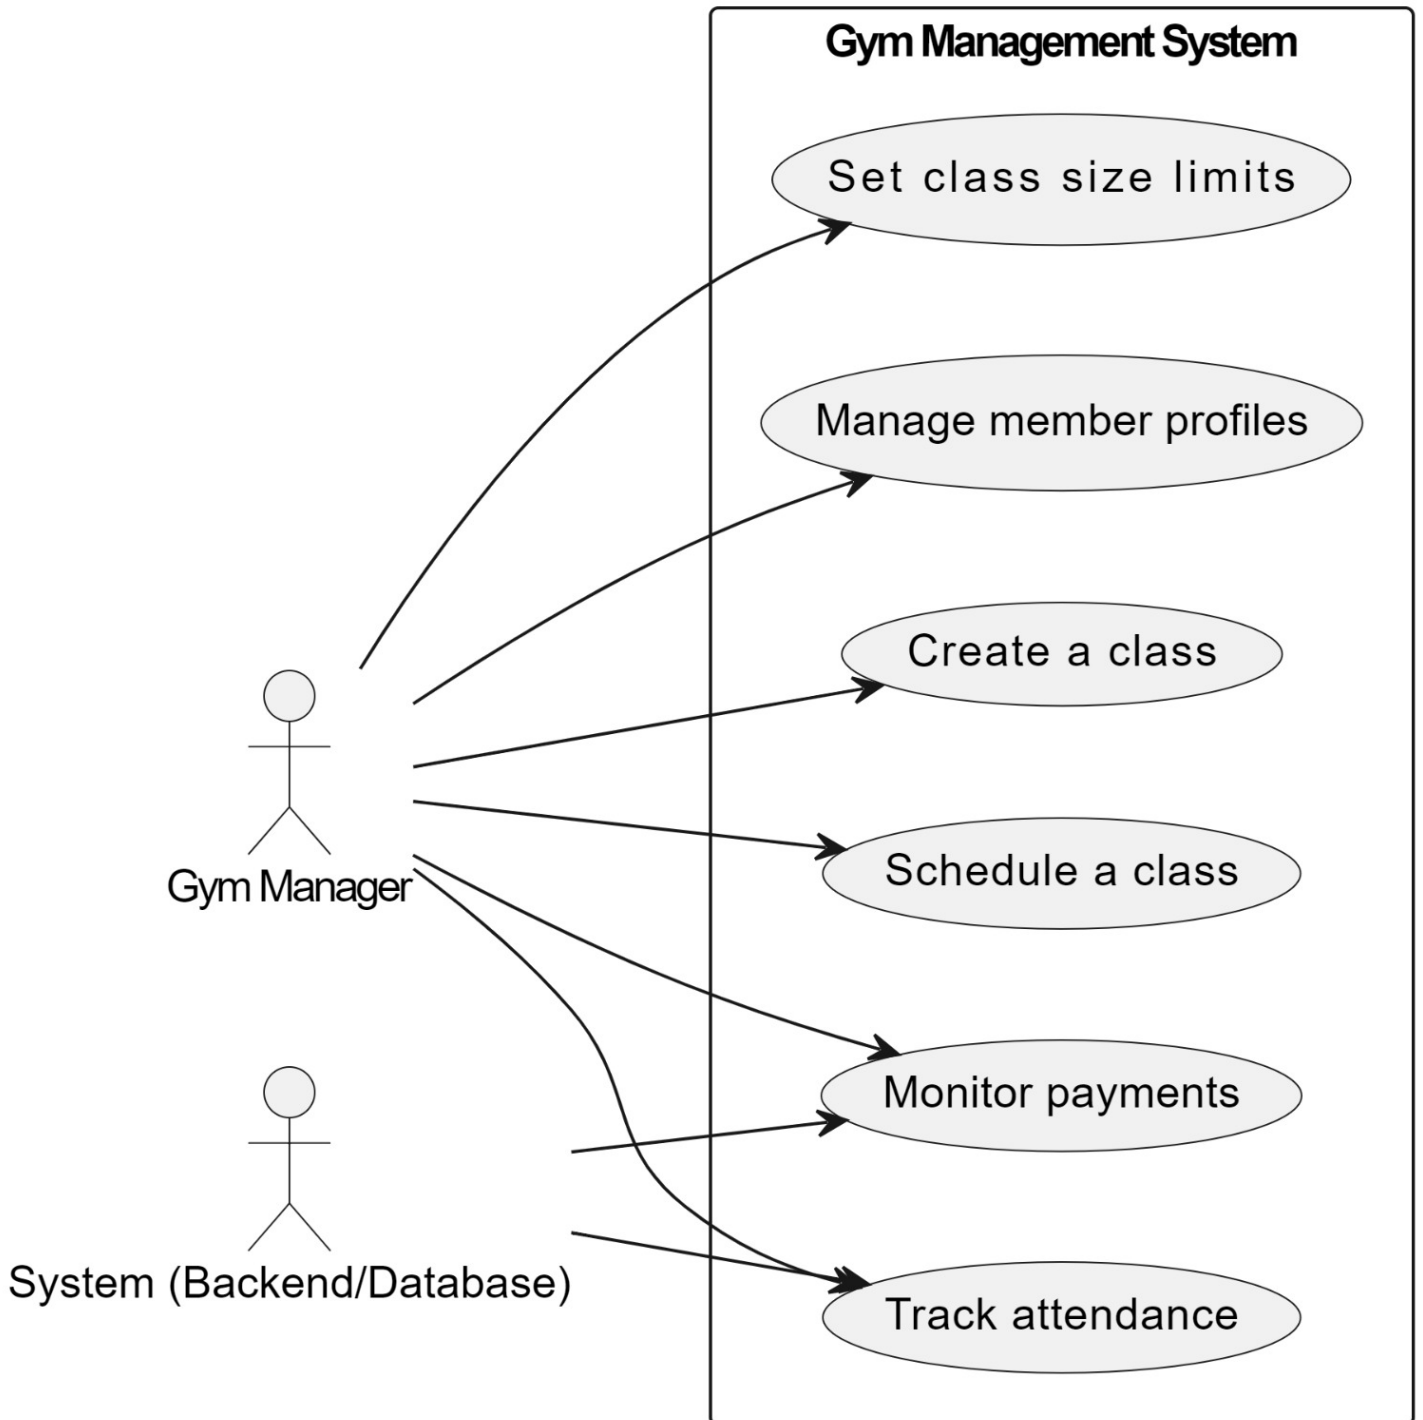 Gym Management System
Set class size limits
Manage member profiles
Create a class
Schedule a class
Gym Manager
Monitor payments
System (Backend/Database)
Track attendance